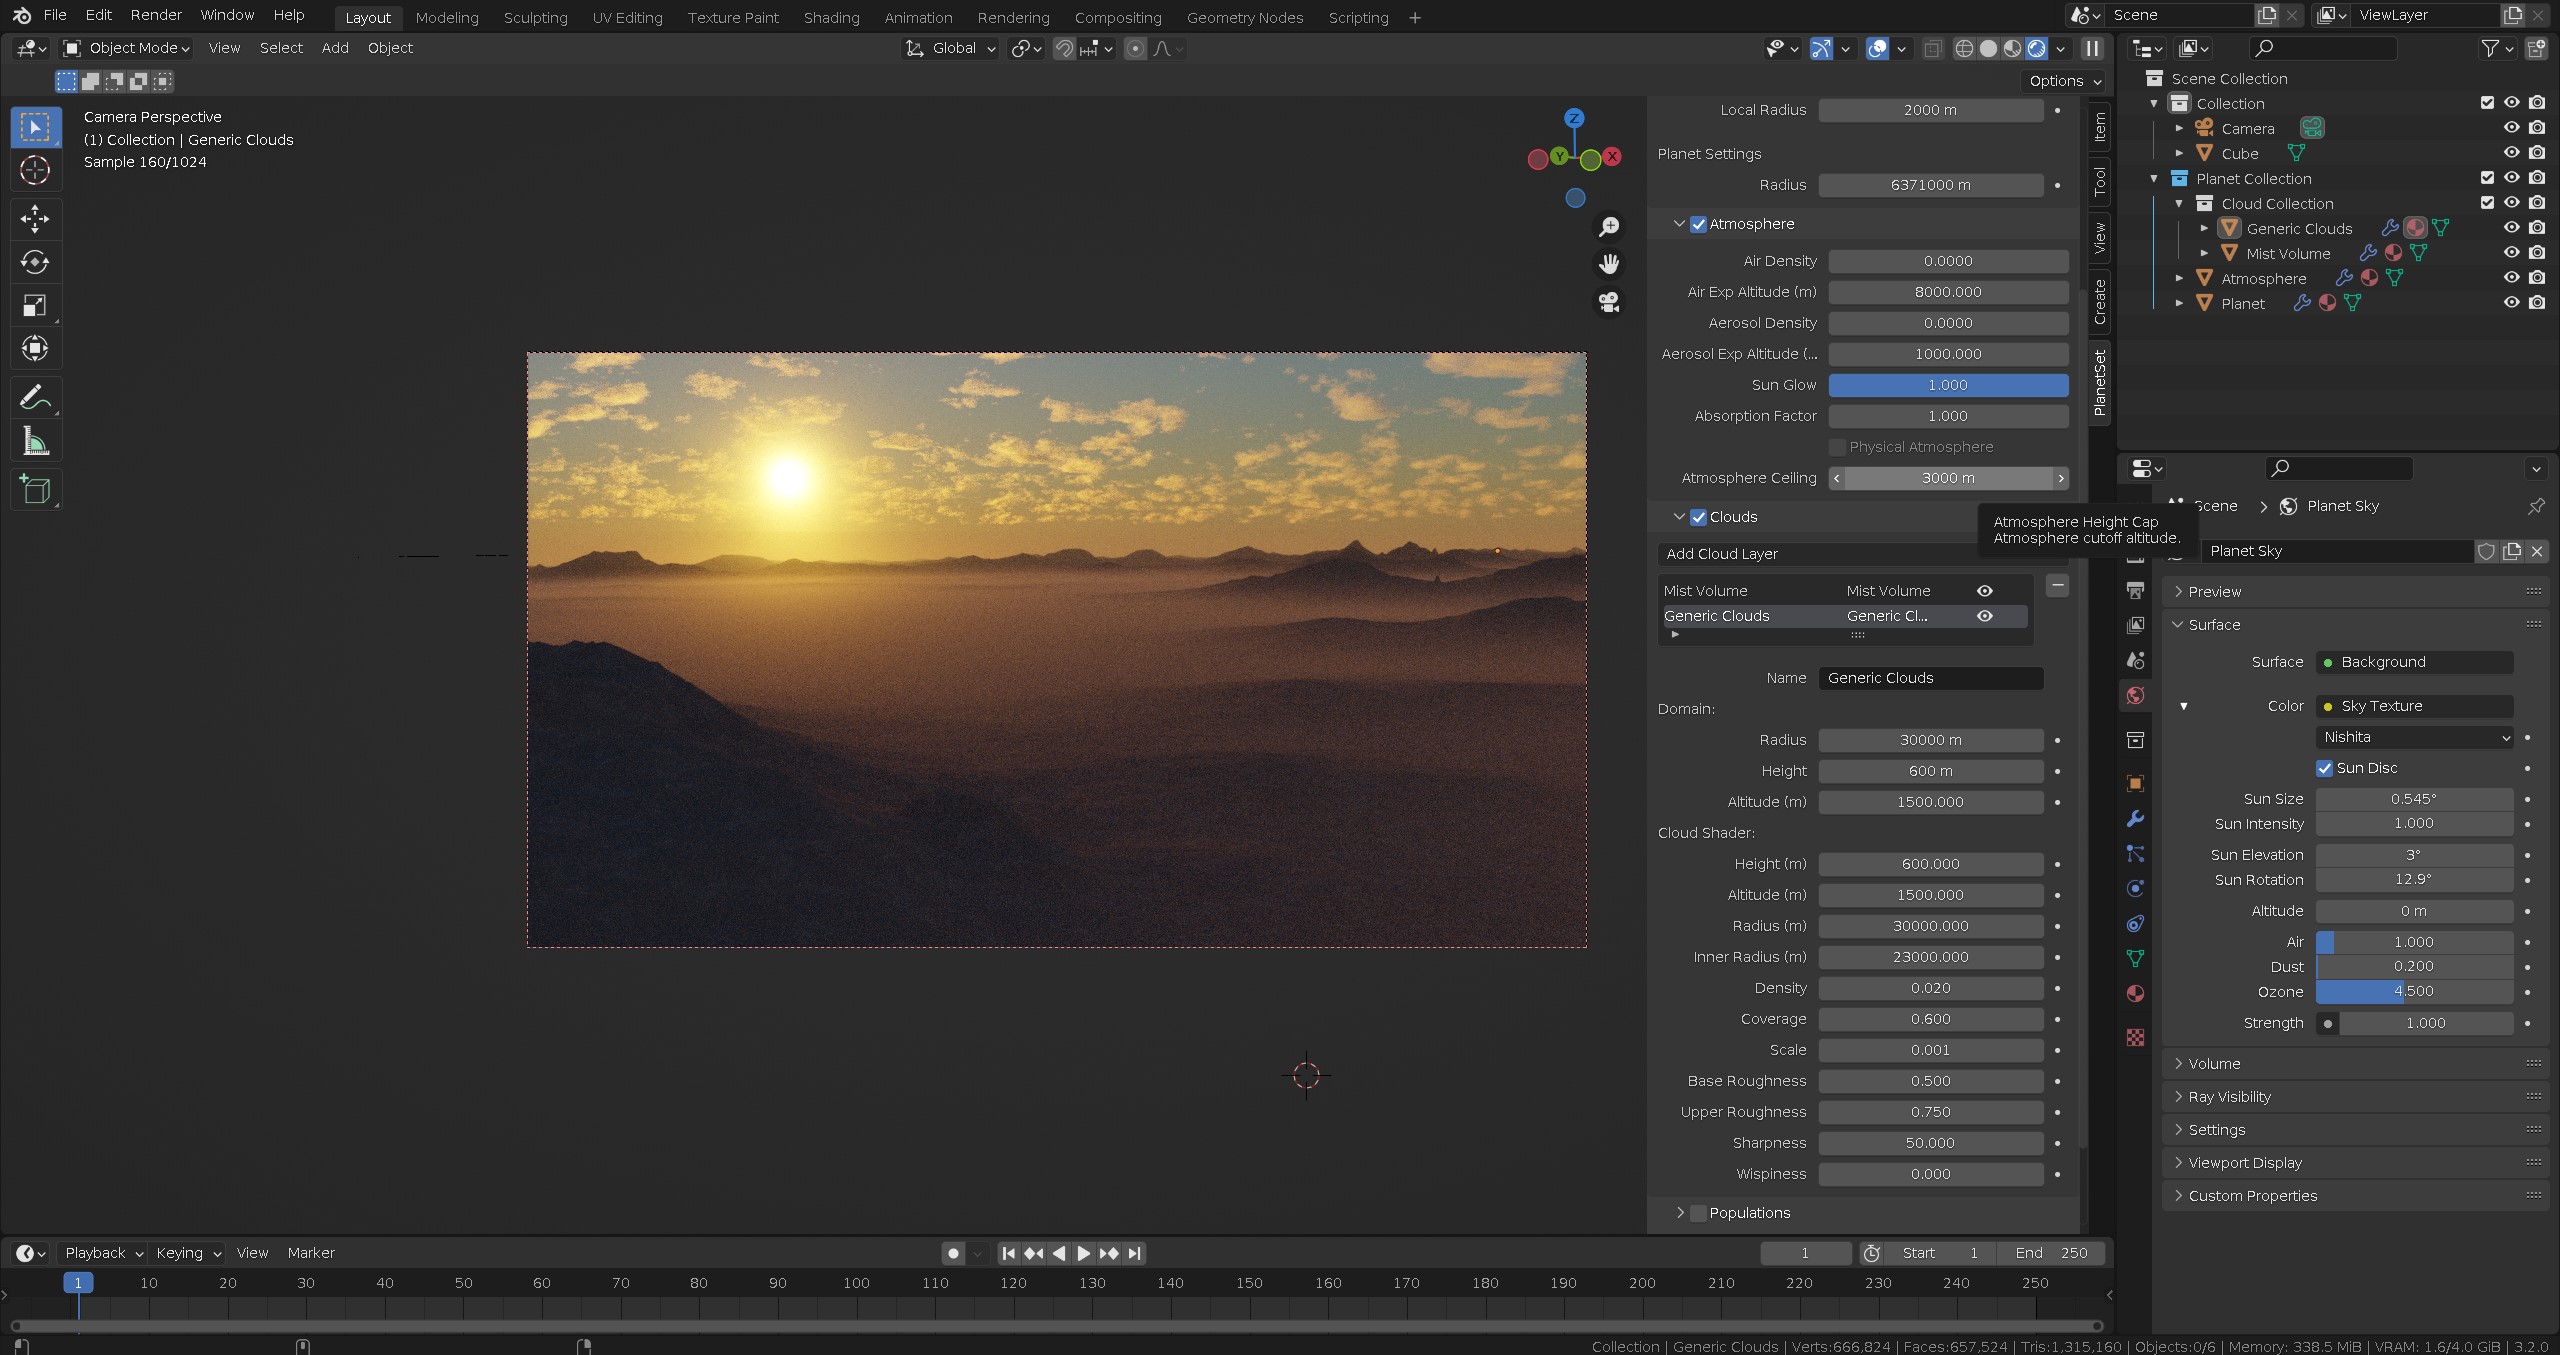 File Edit Render Window Help Layout Modeling Sculpting UV Editing Texture Paint Shading Animation Rendering Compositing Geometry Nodes Scripting + Scene ViewLayer
Object Mode View Select Add Object Global
Options
Camera Perspective
(1) Collection | Generic Clouds
Sample 160/1024
Z
Y
X
Local Radius 2000 m
Planet Settings
Radius 6371000 m
Atmosphere
Air Density 0.0000
Air Exp Altitude (m) 8000.000
Aerosol Density 0.0000
Aerosol Exp Altitude (... 1000.000
Sun Glow 1.000
Absorption Factor 1.000
Physical Atmosphere
Atmosphere Ceiling 3000 m
Clouds
Atmosphere Height Cap
Atmosphere cutoff altitude.
Add Cloud Layer
Mist Volume Mist Volume
Generic Clouds Generic Cl...
Name Generic Clouds
Domain:
Radius 30000 m
Height 600 m
Altitude (m) 1500.000
Cloud Shader:
Height (m) 600.000
Altitude (m) 1500.000
Radius (m) 30000.000
Inner Radius (m) 23000.000
Density 0.020
Coverage 0.600
Scale 0.001
Base Roughness 0.500
Upper Roughness 0.750
Sharpness 50.000
Wispiness 0.000
Populations
Item
Tool
View
Create
PlanetSet
Scene Collection
Collection
Camera
Cube
Planet Collection
Cloud Collection
Generic Clouds
Mist Volume
Atmosphere
Planet
Scene Planet Sky
Planet Sky
Preview
Surface
Surface Background
Color Sky Texture
Nishita
Sun Disc
Sun Size 0.545°
Sun Intensity 1.000
Sun Elevation 3°
Sun Rotation 12.9°
Altitude 0 m
Air 1.000
Dust 0.200
Ozone 4.500
Strength 1.000
Volume
Ray Visibility
Settings
Viewport Display
Custom Properties
Playback Keying View Marker 1 Start 1 End 250
1 10 20 30 40 50 60 70 80 90 100 110 120 130 140 150 160 170 180 190 200 210 220 230 240 250
Collection | Generic Clouds | Verts:666,824 | Faces:657,524 | Tris:1,315,160 | Objects:0/6 | Memory: 338.5 MiB | VRAM: 1.6/4.0 GiB | 3.2.0